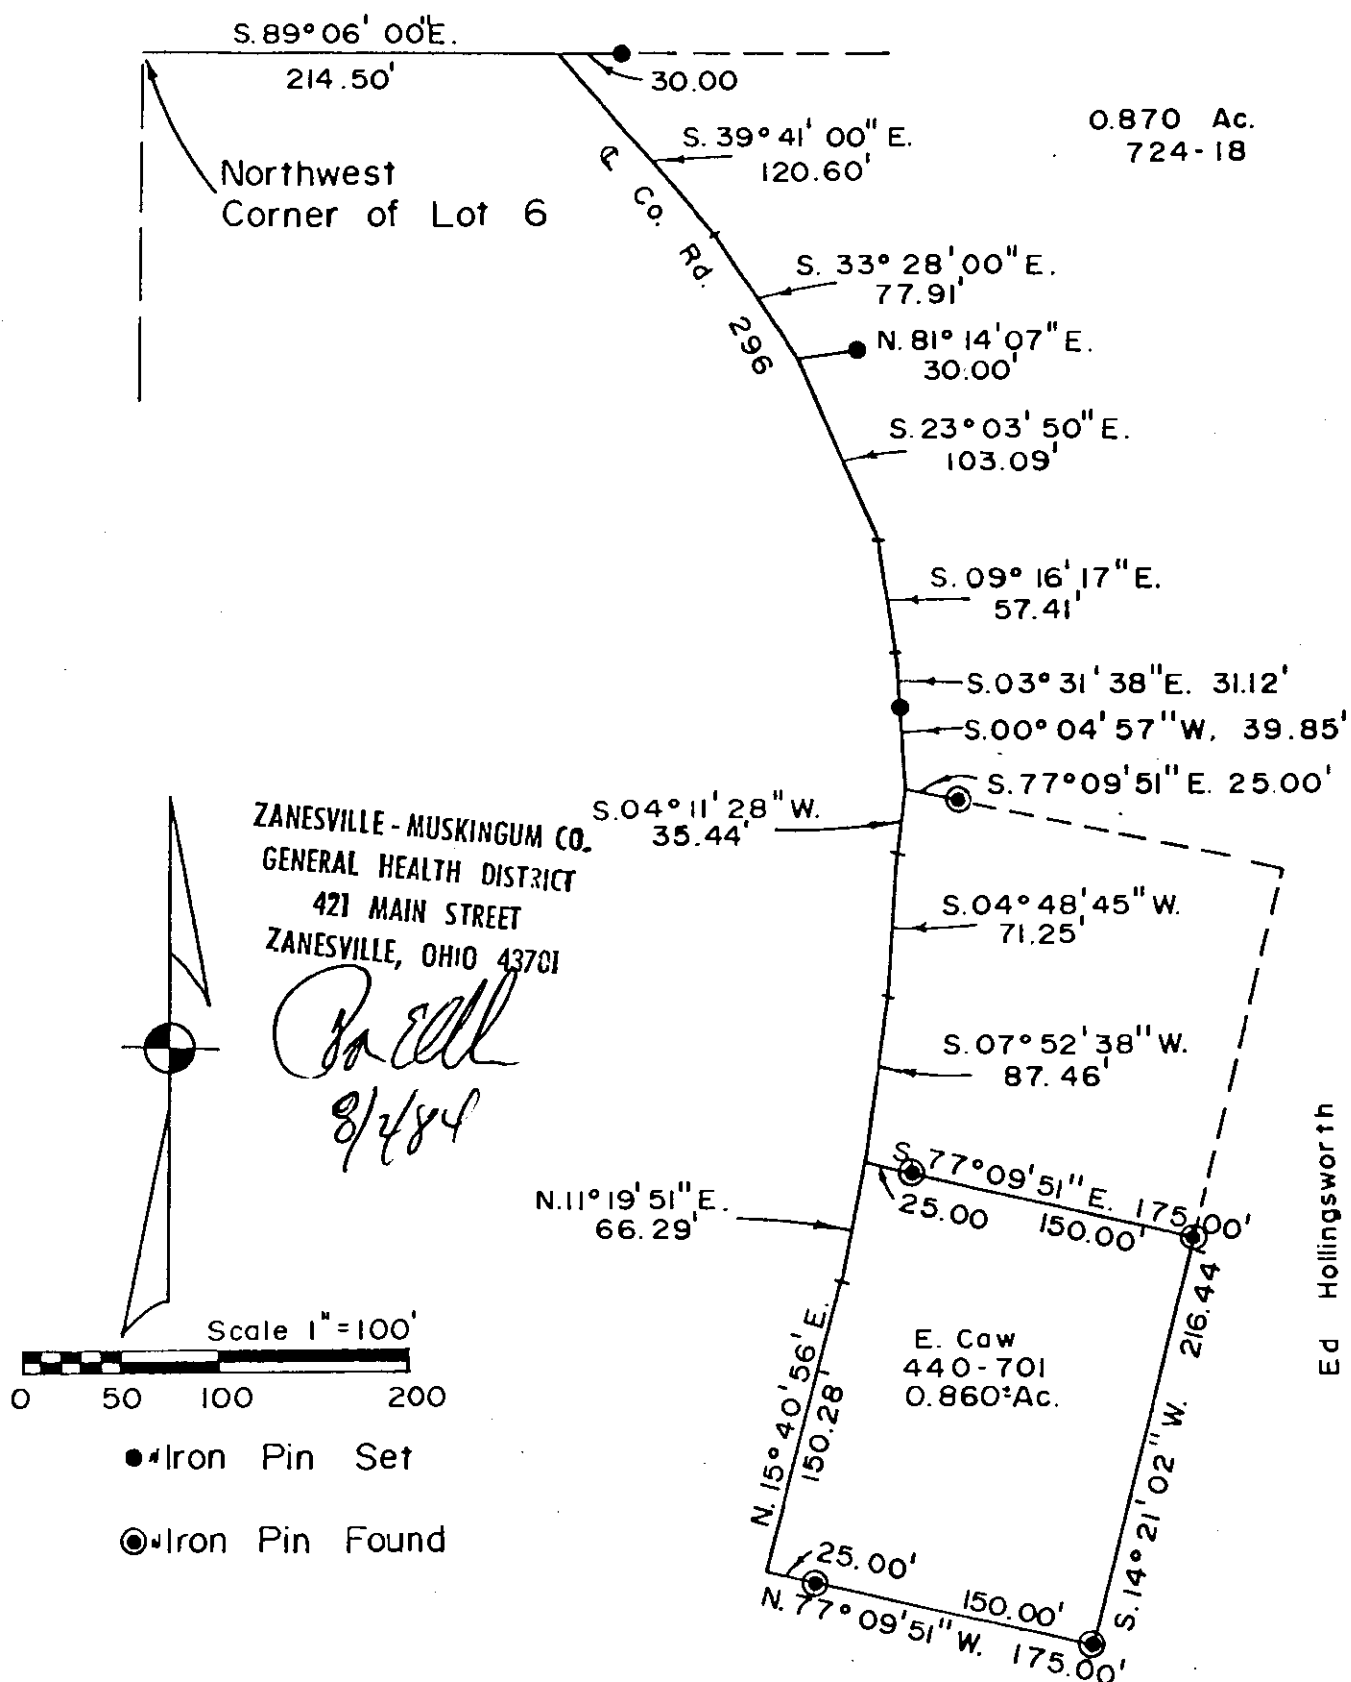 S. 89° 06' 00"E.
214.50'
30.00
0.870 Ac.
724-18
S. 39° 41' 00" E.
120.60'
Northwest
Corner of Lot 6
℄ Co. Rd. 296
S. 33° 28' 00" E.
77.91'
N. 81° 14' 07" E.
30.00'
S. 23° 03' 50" E.
103.09'
S. 09° 16' 17" E.
57.41'
S. 03° 31' 38" E. 31.12'
S. 00° 04' 57" W. 39.85'
S. 77° 09' 51" E. 25.00'
S. 04° 11' 28" W.
35.44'
ZANESVILLE - MUSKINGUM CO.
GENERAL HEALTH DISTRICT
421 MAIN STREET
ZANESVILLE, OHIO 43701
S. 04° 48' 45" W.
71.25'
S. 07° 52' 38" W.
87.46'
S. 77° 09' 51" E. 175.00'
25.00
150.00'
N. 11° 19' 51" E.
66.29'
Ed Hollingsworth
216.44'
S. 14° 21' 02" W.
E. Caw
440-701
0.860± Ac.
N. 15° 40' 56" E.
150.28'
Scale 1" = 100'
0 50 100 200
Iron Pin Set
Iron Pin Found
25.00'
150.00'
N. 77° 09' 51" W. 175.00'